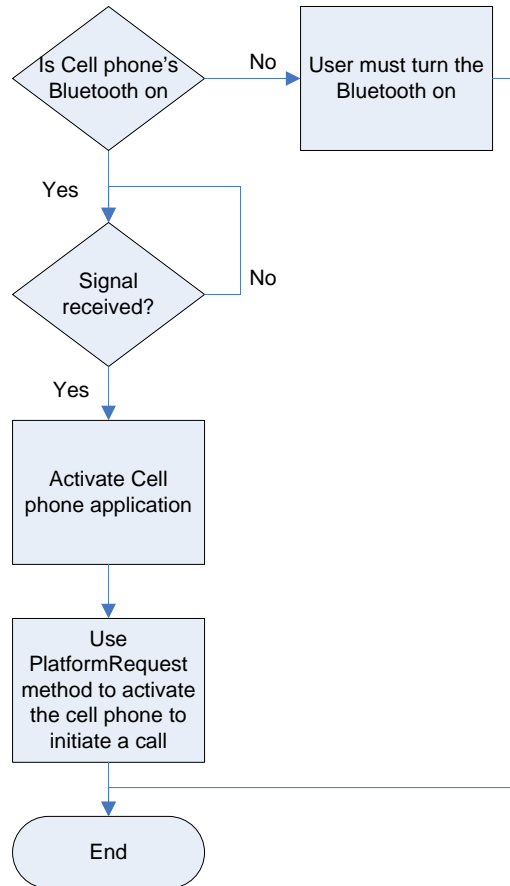 Is Cell phone's
Bluetooth on
No
User must turn the
Bluetooth on
Yes
Signal
received?
No
Yes
Activate Cell
phone application
Use
PlatformRequest
method to activate
the cell phone to
initiate a call
End